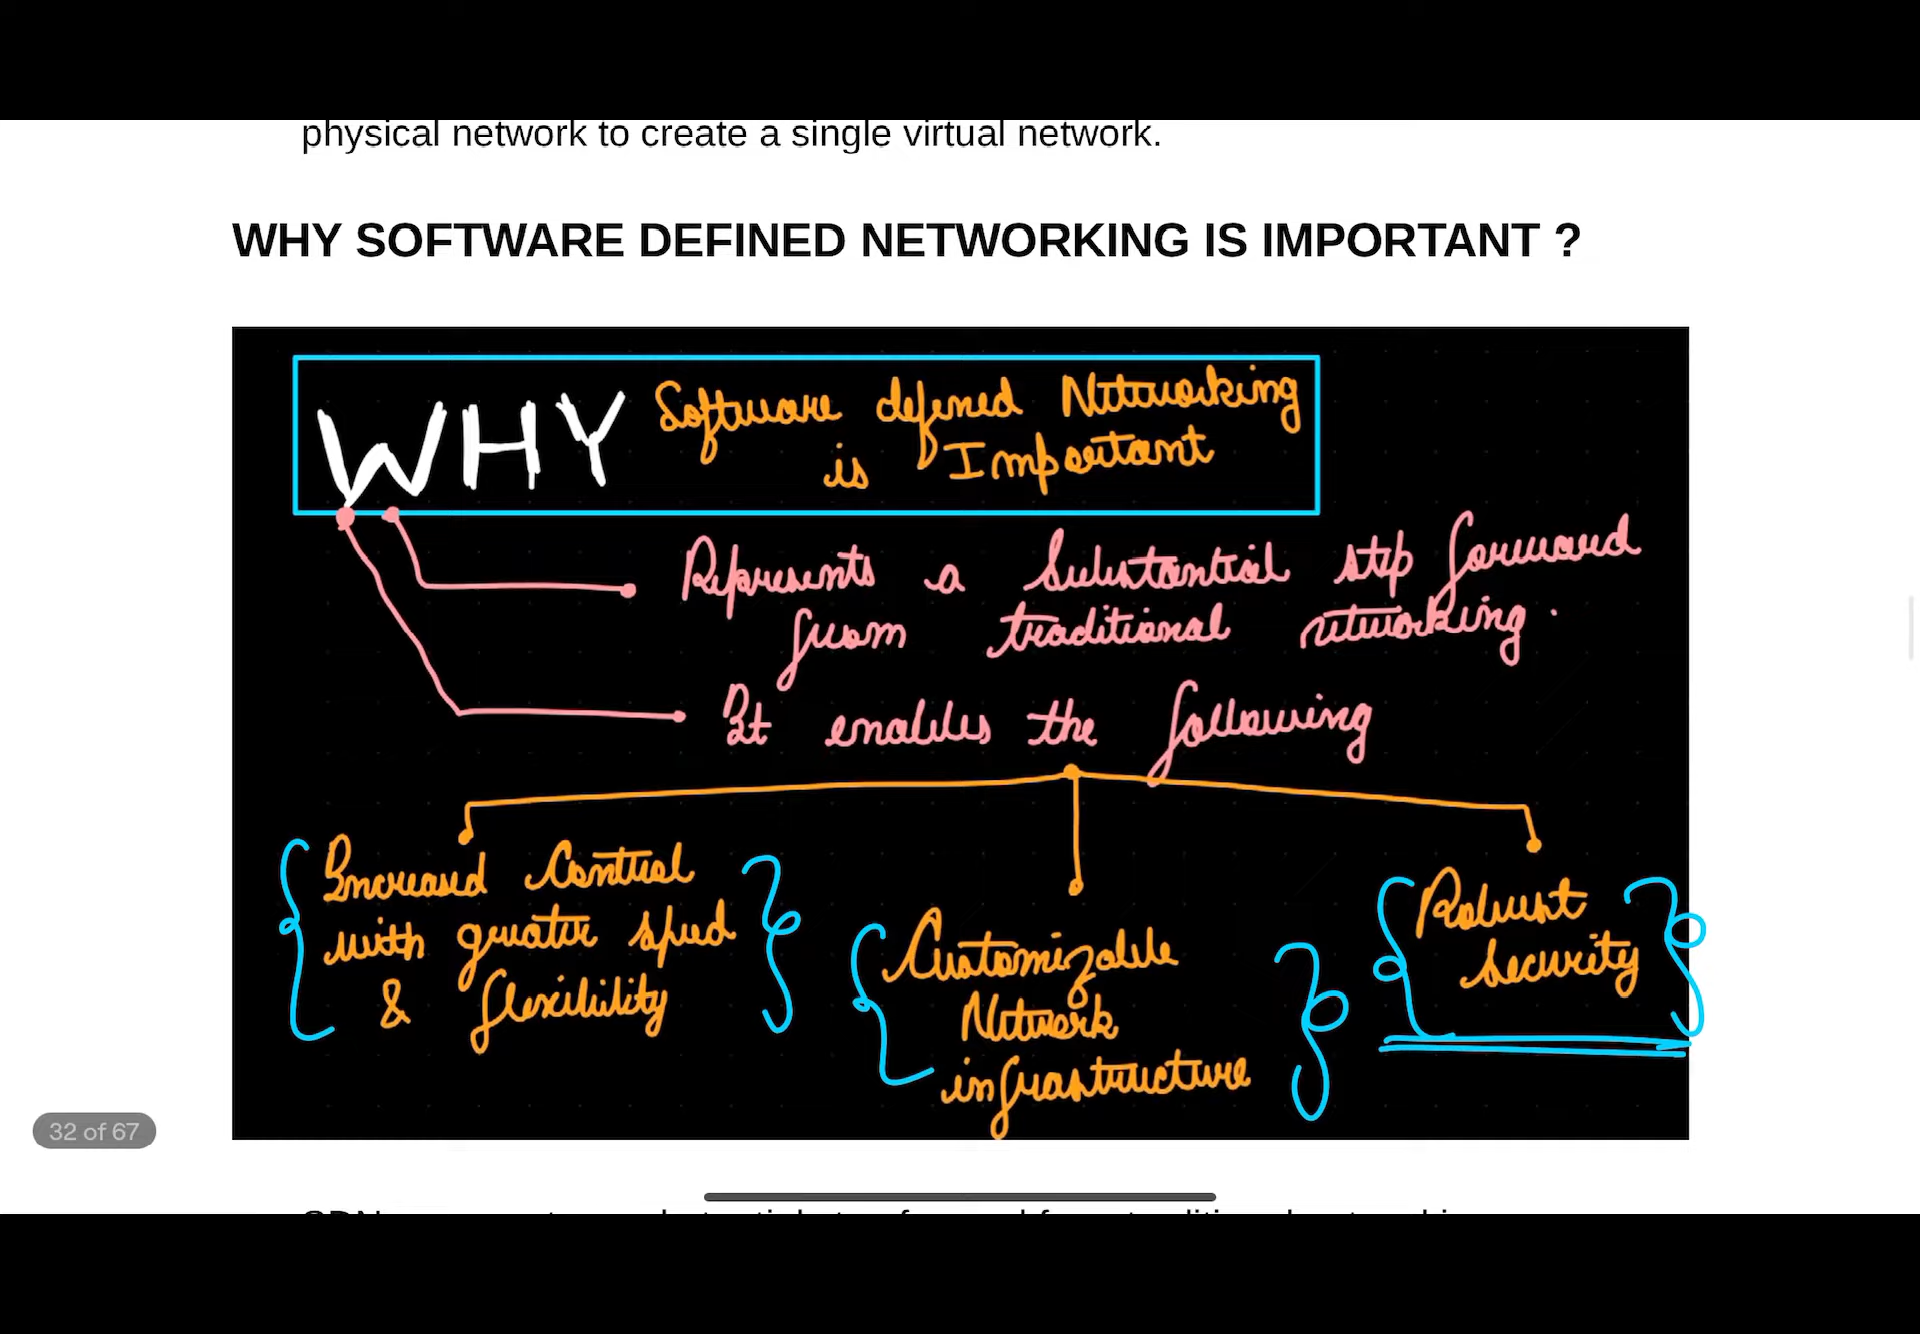 physical network to create a single virtual network.
WHY SOFTWARE DEFINED NETWORKING IS IMPORTANT ?
WHY Software defined Networking
is Important
Represents a Substantial step forward
from traditional networking.
It enables the following
Increased Control
with greater speed
& flexibility
Customizable
Network
infrastructure
Robust
Security
32 of 67